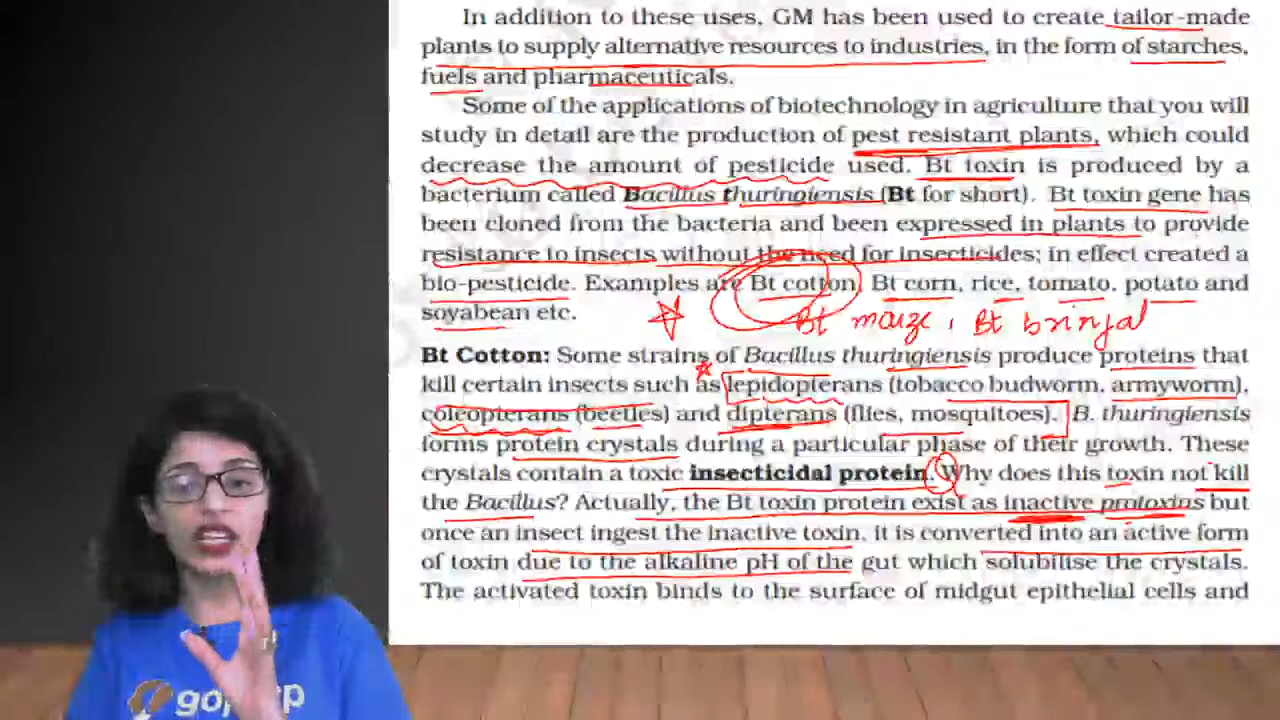 In addition to these uses, GM has been used to create tailor-made
plants to supply alternative resources to industries, in the form of starches,
fuels and pharmaceuticals.
Some of the applications of biotechnology in agriculture that you will
study in detail are the production of pest resistant plants, which could
decrease the amount of pesticide used. Bt toxin is produced by a
bacterium called Bacillus thuringiensis (Bt for short). Bt toxin gene has
been cloned from the bacteria and been expressed in plants to provide
resistance to insects without the need for insecticides; in effect created a
bio-pesticide. Examples are Bt cotton, Bt corn, rice, tomato, potato and
soyabean etc.
Bt maize, Bt brinjal
Bt Cotton: Some strains of Bacillus thuringiensis produce proteins that
kill certain insects such as lepidopterans (tobacco budworm, armyworm),
coleopterans (beetles) and dipterans (flies, mosquitoes). B. thuringiensis
forms protein crystals during a particular phase of their growth. These
crystals contain a toxic insecticidal protein. Why does this toxin not kill
the Bacillus? Actually, the Bt toxin protein exist as inactive protoxins but
once an insect ingest the inactive toxin, it is converted into an active form
of toxin due to the alkaline pH of the gut which solubilise the crystals.
The activated toxin binds to the surface of midgut epithelial cells and